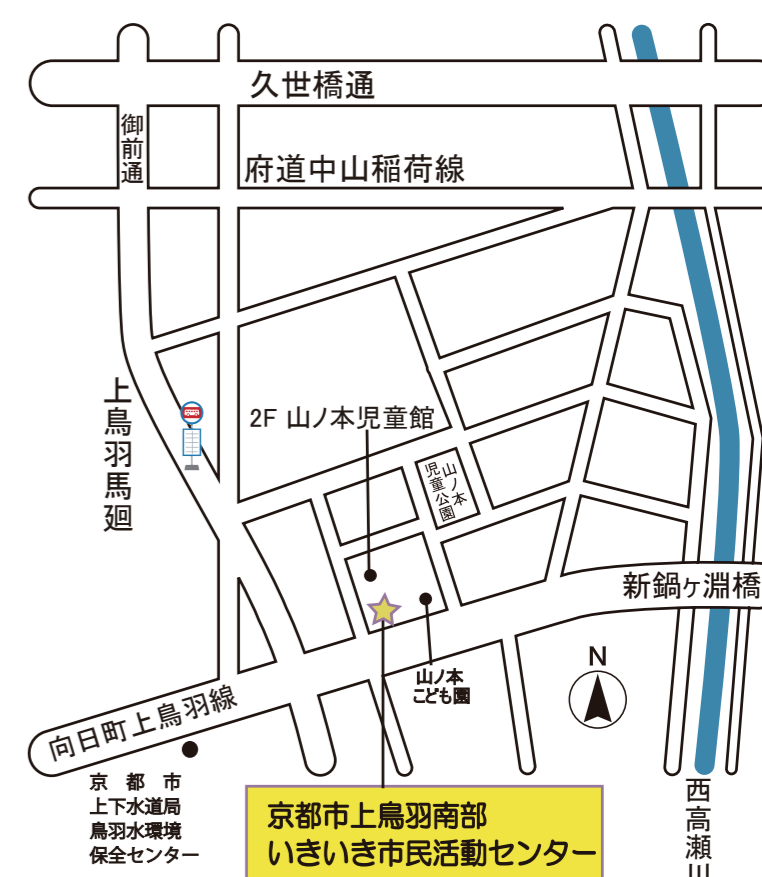 久世橋通
御前通
府道中山稲荷線
上鳥羽馬廻
2F 山ノ本児童館
山ノ本
児童公園
新鍋ヶ淵橋
N
山ノ本
こども園
向日町上鳥羽線
京都市
上下水道局
鳥羽水環境
保全センター
京都市上鳥羽南部
いきいき市民活動センター
西高瀬川